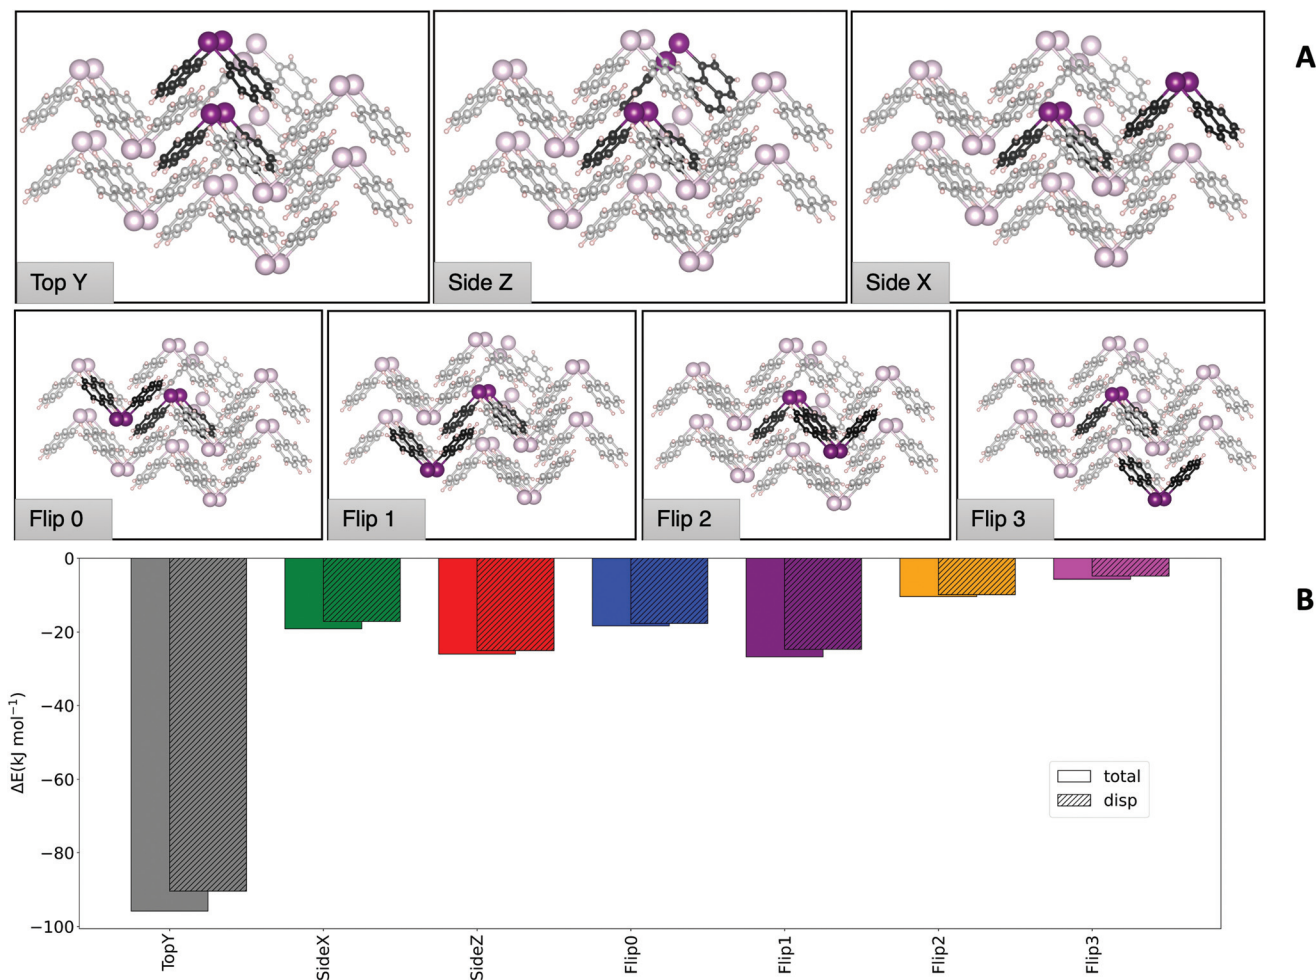 A
Top Y
Side Z
Side X
Flip 0
Flip 1
Flip 2
Flip 3
B
0
−20
−40
−60
−80
−100
ΔE(kJ mol⁻¹)
total
disp
TopY
SideX
SideZ
Flip0
Flip1
Flip2
Flip3